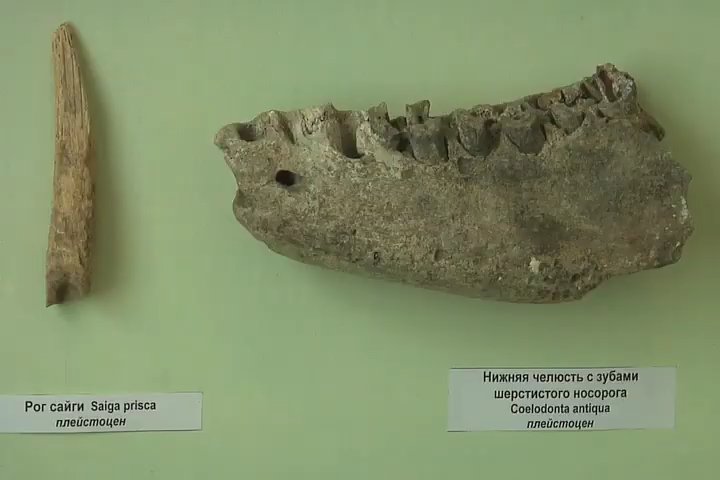 Рог сайги Saiga prisca
плейстоцен
Нижняя челюсть с зубами
шерстистого носорога
Coelodonta antiqua
плейстоцен